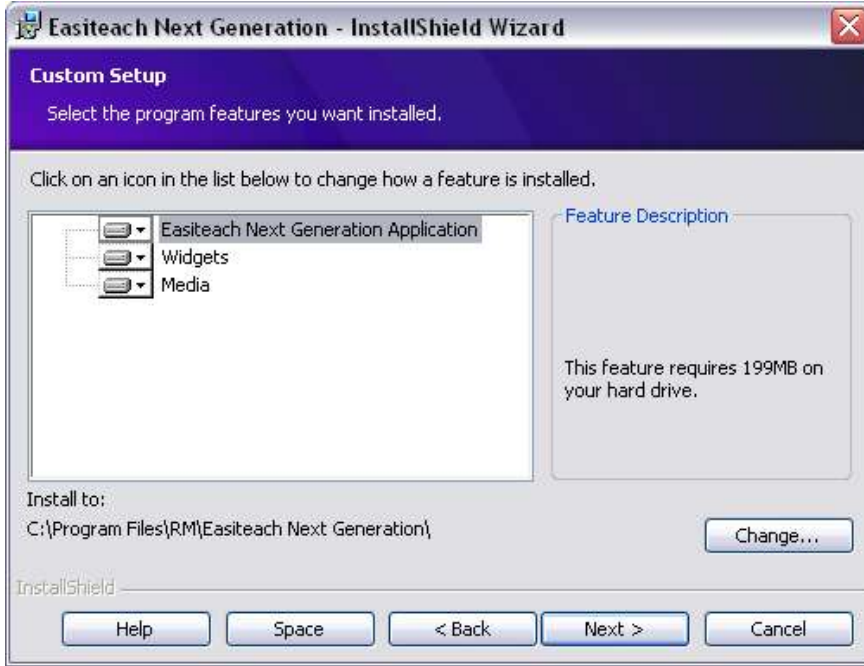 Easiteach Next Generation - InstallShield Wizard
Custom Setup
Select the program features you want installed.
Click on an icon in the list below to change how a feature is installed.
Easiteach Next Generation Application
Widgets
Media
Feature Description
This feature requires 199MB on
your hard drive.
Install to:
C:\Program Files\RM\Easiteach Next Generation\
Change...
InstallShield
Help
Space
< Back
Next >
Cancel